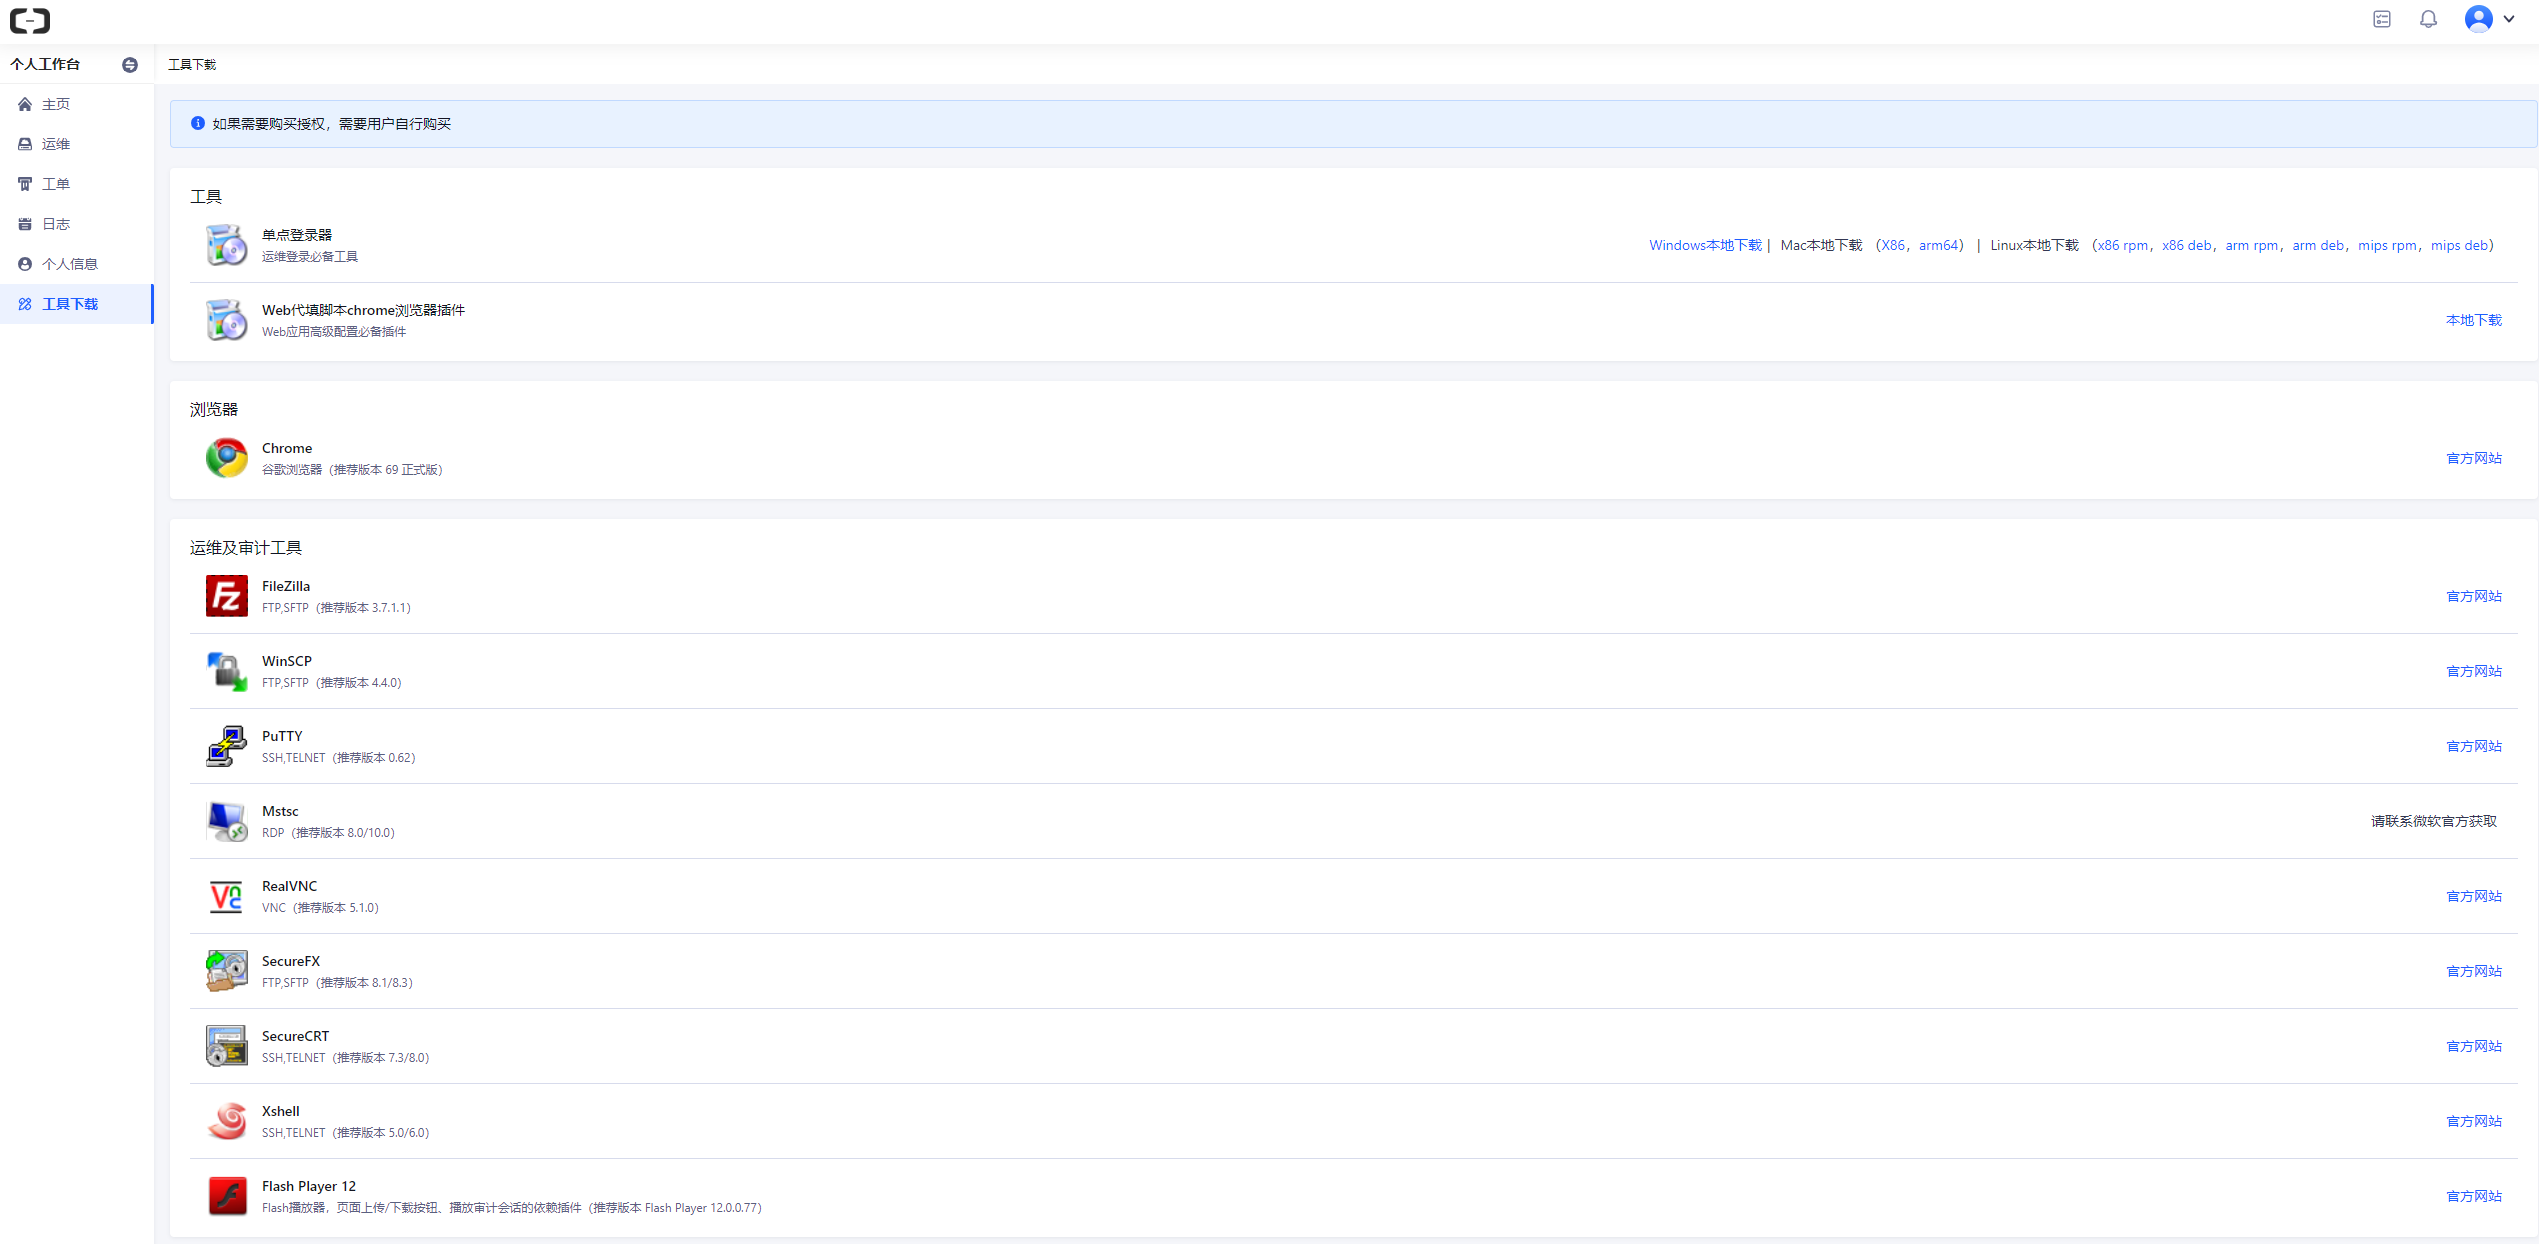 个人工作台
工具下载
主页
运维
工单
日志
个人信息
工具下载
如果需要购买授权，需要用户自行购买
工具
单点登录器
运维登录必备工具
Windows本地下载 | Mac本地下载 （X86，arm64） | Linux本地下载 （x86 rpm，x86 deb，arm rpm，arm deb，mips rpm，mips deb）
Web代填脚本chrome浏览器插件
Web应用高级配置必备插件
本地下载
浏览器
Chrome
谷歌浏览器（推荐版本 69 正式版）
官方网站
运维及审计工具
FileZilla
FTP,SFTP（推荐版本 3.7.1.1）
官方网站
WinSCP
FTP,SFTP（推荐版本 4.4.0）
官方网站
PuTTY
SSH,TELNET（推荐版本 0.62）
官方网站
Mstsc
RDP（推荐版本 8.0/10.0）
请联系微软官方获取
RealVNC
VNC（推荐版本 5.1.0）
官方网站
SecureFX
FTP,SFTP（推荐版本 8.1/8.3）
官方网站
SecureCRT
SSH,TELNET（推荐版本 7.3/8.0）
官方网站
Xshell
SSH,TELNET（推荐版本 5.0/6.0）
官方网站
Flash Player 12
Flash播放器，页面上传/下载按钮、播放审计会话的依赖插件（推荐版本 Flash Player 12.0.0.77）
官方网站